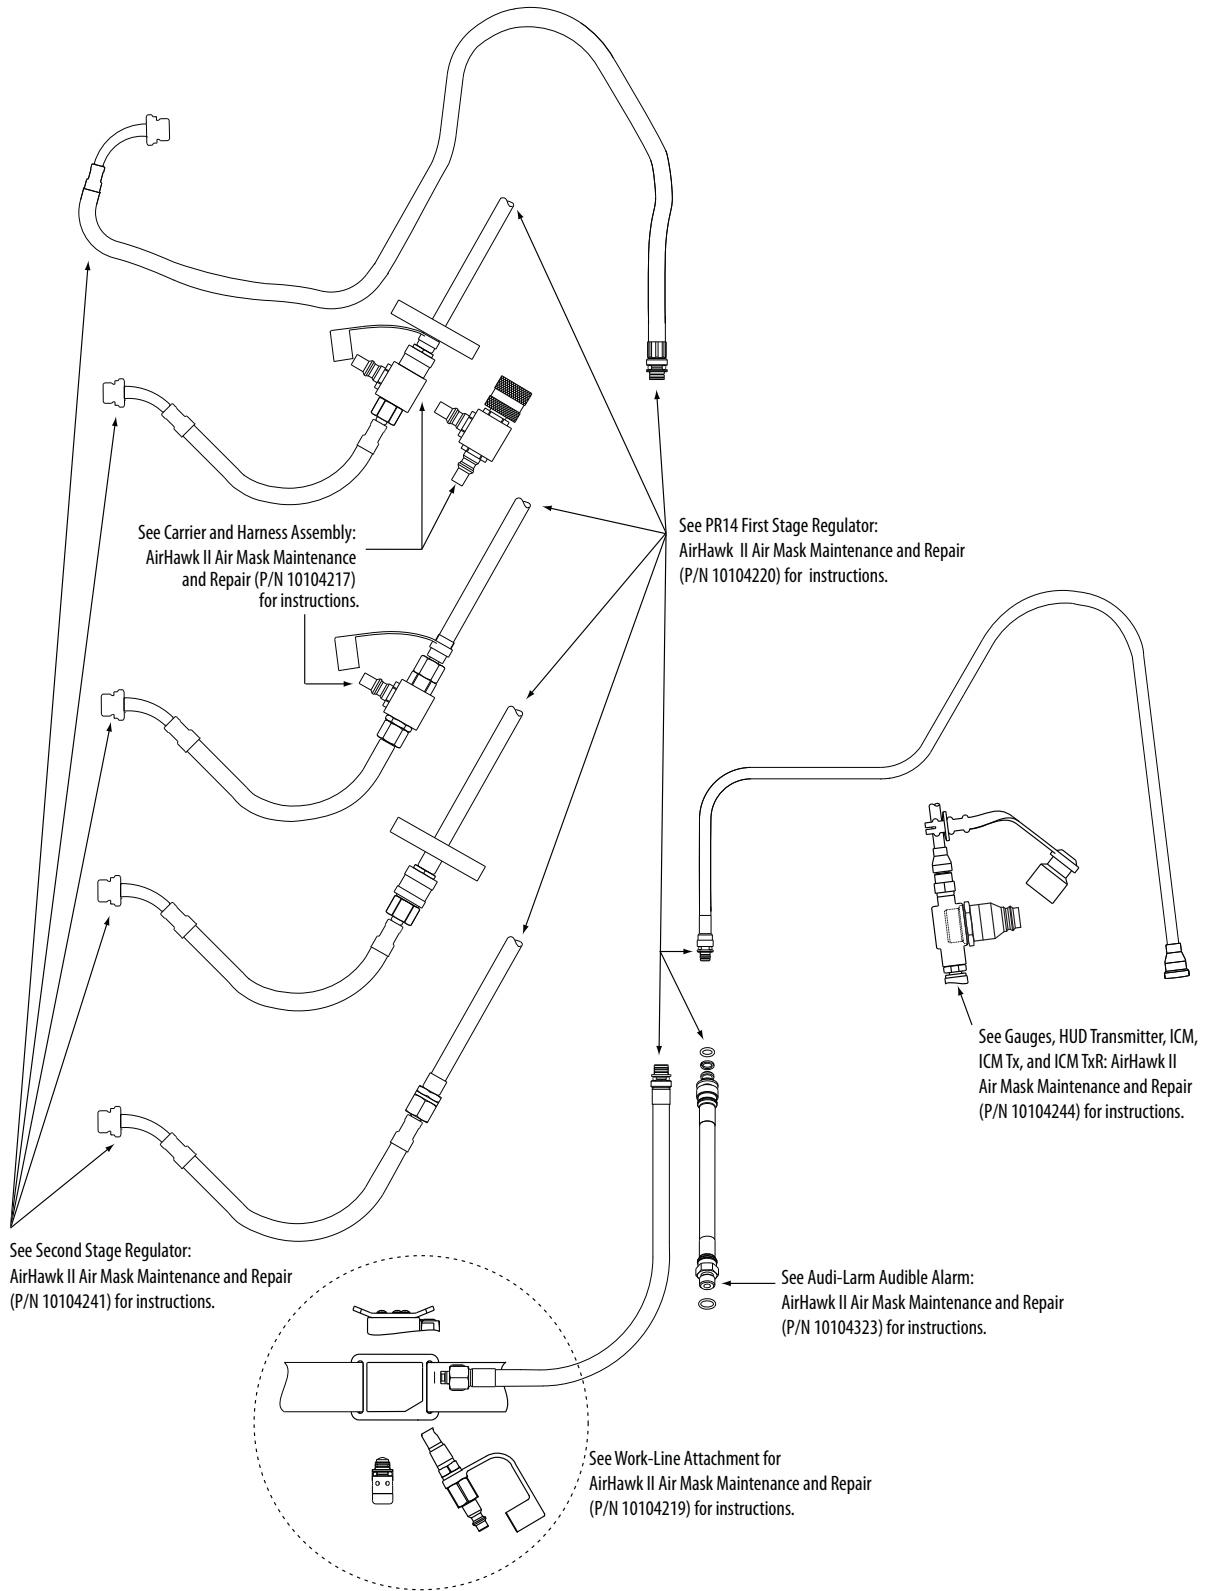 See Carrier and Harness Assembly:
AirHawk II Air Mask Maintenance
and Repair (P/N 10104217)
for instructions.
See PR14 First Stage Regulator:
AirHawk II Air Mask Maintenance and Repair
(P/N 10104220) for instructions.
See Gauges, HUD Transmitter, ICM,
ICM Tx, and ICM TxR: AirHawk II
Air Mask Maintenance and Repair
(P/N 10104244) for instructions.
See Second Stage Regulator:
AirHawk II Air Mask Maintenance and Repair
(P/N 10104241) for instructions.
See Audi-Larm Audible Alarm:
AirHawk II Air Mask Maintenance and Repair
(P/N 10104323) for instructions.
See Work-Line Attachment for
AirHawk II Air Mask Maintenance and Repair
(P/N 10104219) for instructions.